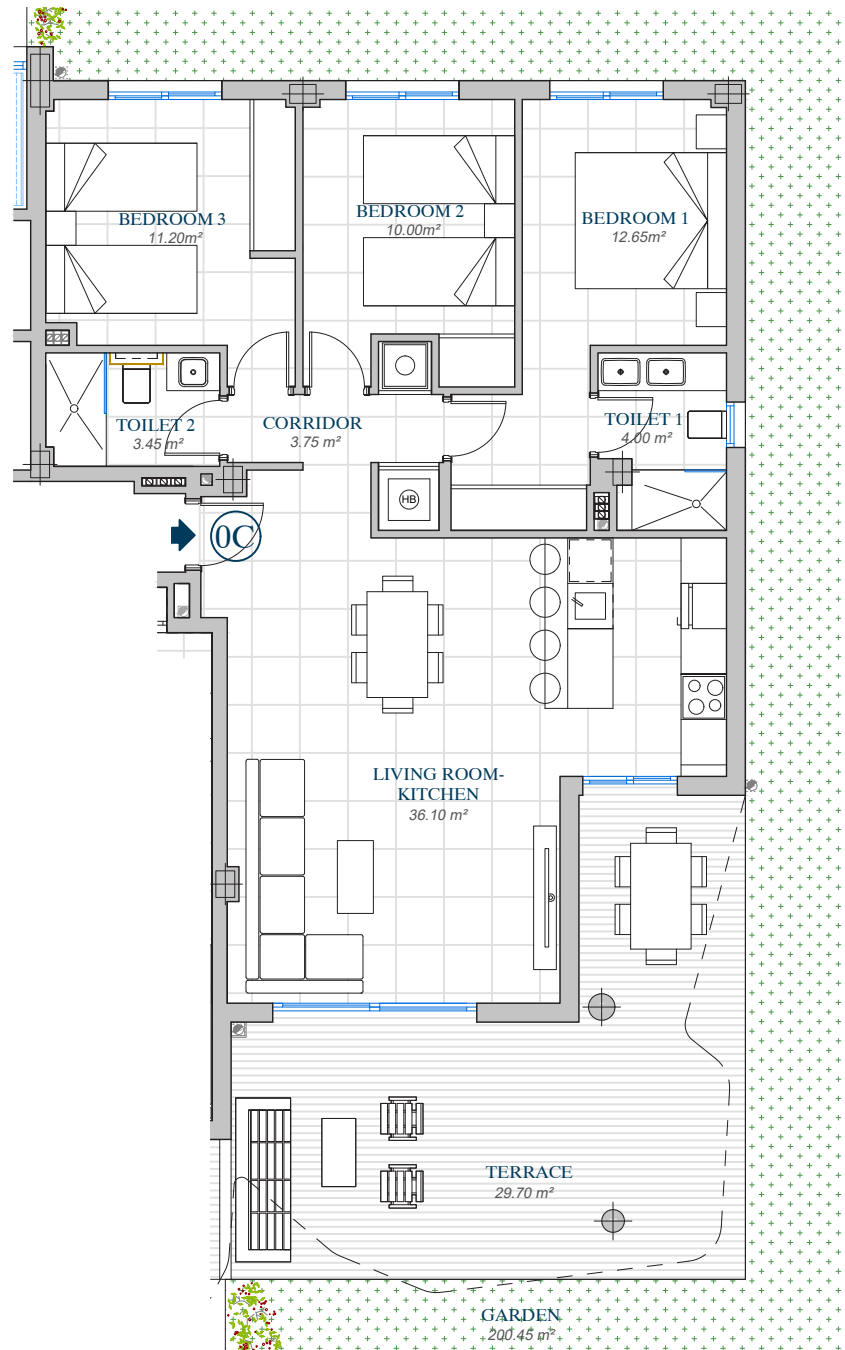 BEDROOM 3
11.20m²
BEDROOM 2
10.00m²
BEDROOM 1
12.65m²
TOILET 2
3.45 m²
CORRIDOR
3.75 m²
TOILET 1
4.00 m²
HB
0C
LIVING ROOM-
KITCHEN
36.10 m²
TERRACE
29.70 m²
GARDEN
200.45 m²